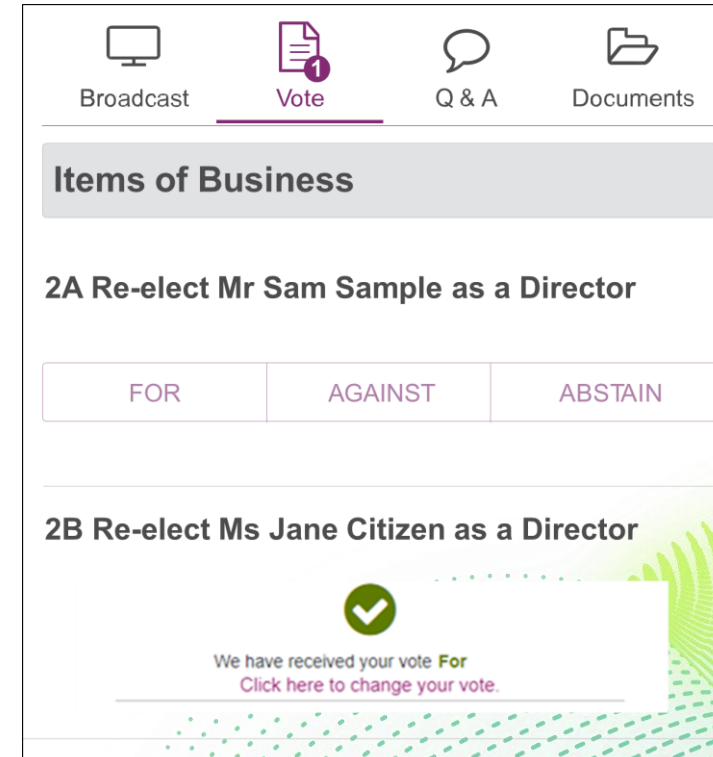 1
Broadcast Vote Q & A Documents
Items of Business
2A Re-elect Mr Sam Sample as a Director
FOR AGAINST ABSTAIN
2B Re-elect Ms Jane Citizen as a Director
We have received your vote For
Click here to change your vote.